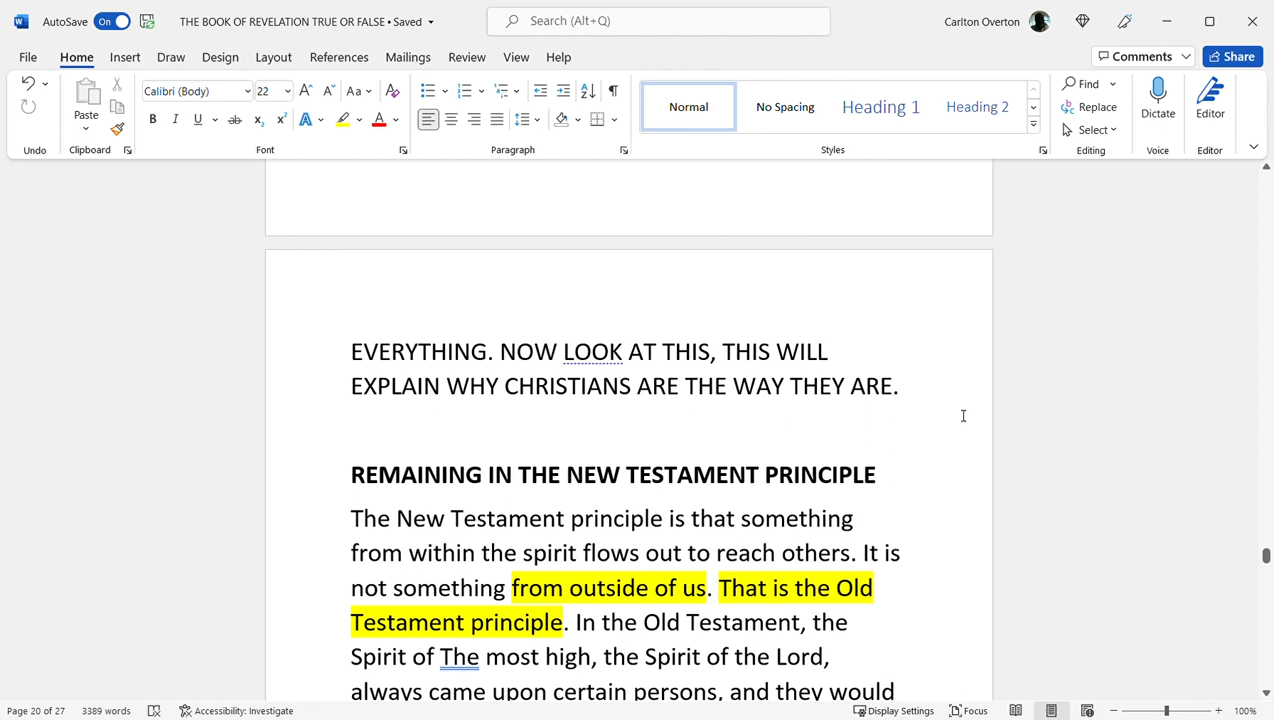 AutoSave On THE BOOK OF REVELATION TRUE OR FALSE • Saved Search (Alt+Q) Carlton Overton
File Home Insert Draw Design Layout References Mailings Review View Help Comments Share
Calibri (Body) 22 Aa
Paste
B I U ab x₂ x² A A
Normal No Spacing Heading 1 Heading 2
Find
Replace
Select
Dictate Editor
Undo Clipboard Font Paragraph Styles Editing Voice Editor
EVERYTHING. NOW LOOK AT THIS, THIS WILL
EXPLAIN WHY CHRISTIANS ARE THE WAY THEY ARE.
REMAINING IN THE NEW TESTAMENT PRINCIPLE
The New Testament principle is that something
from within the spirit flows out to reach others. It is
not something from outside of us. That is the Old
Testament principle. In the Old Testament, the
Spirit of The most high, the Spirit of the Lord,
always came upon certain persons, and they would
Page 20 of 27 3389 words Accessibility: Investigate Display Settings Focus 100%